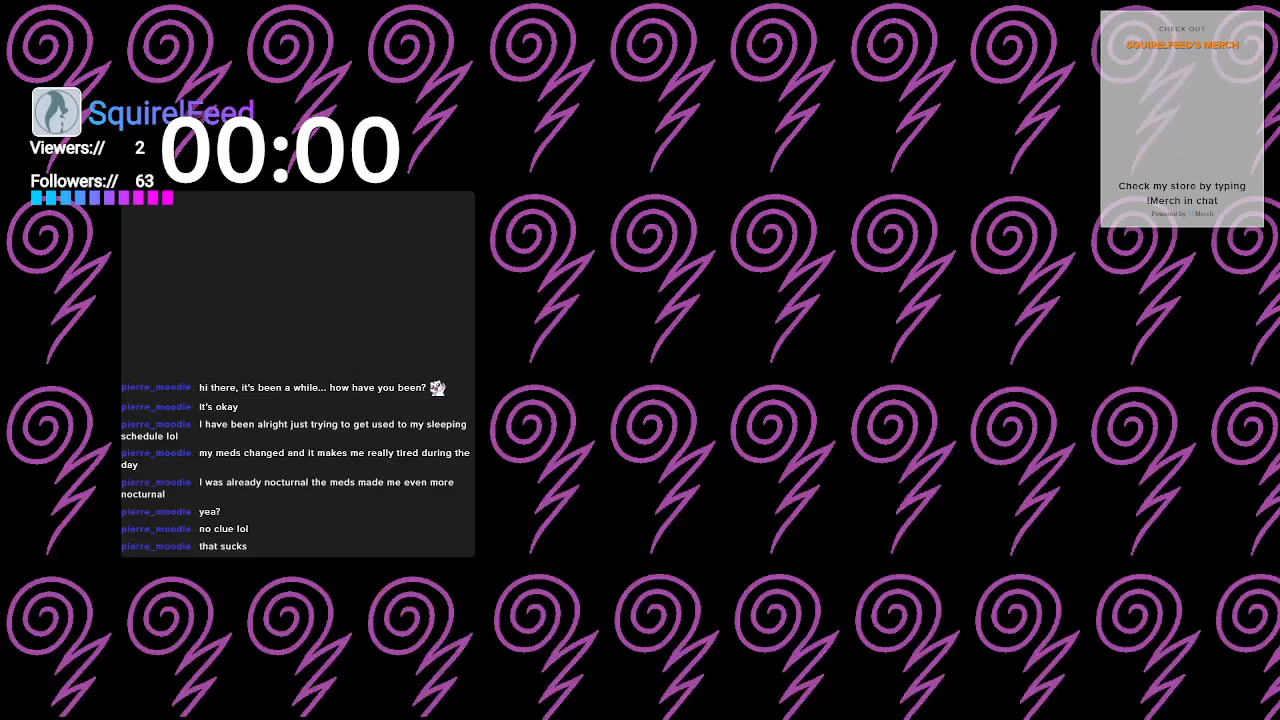 CHECK OUT
SQUIRELFEED'S MERCH
SquirelFeed
00:00
Viewers:// 2
Followers:// 63
Check my store by typing
!Merch in chat
Powered by Merch
pierre_moodie: hi there, it's been a while... how have you been?
pierre_moodie: it's okay
pierre_moodie: I have been alright just trying to get used to my sleeping
schedule lol
pierre_moodie: my meds changed and it makes me really tired during the
day
pierre_moodie: I was already nocturnal the meds made me even more
nocturnal
pierre_moodie: yea?
pierre_moodie: no clue lol
pierre_moodie: that sucks